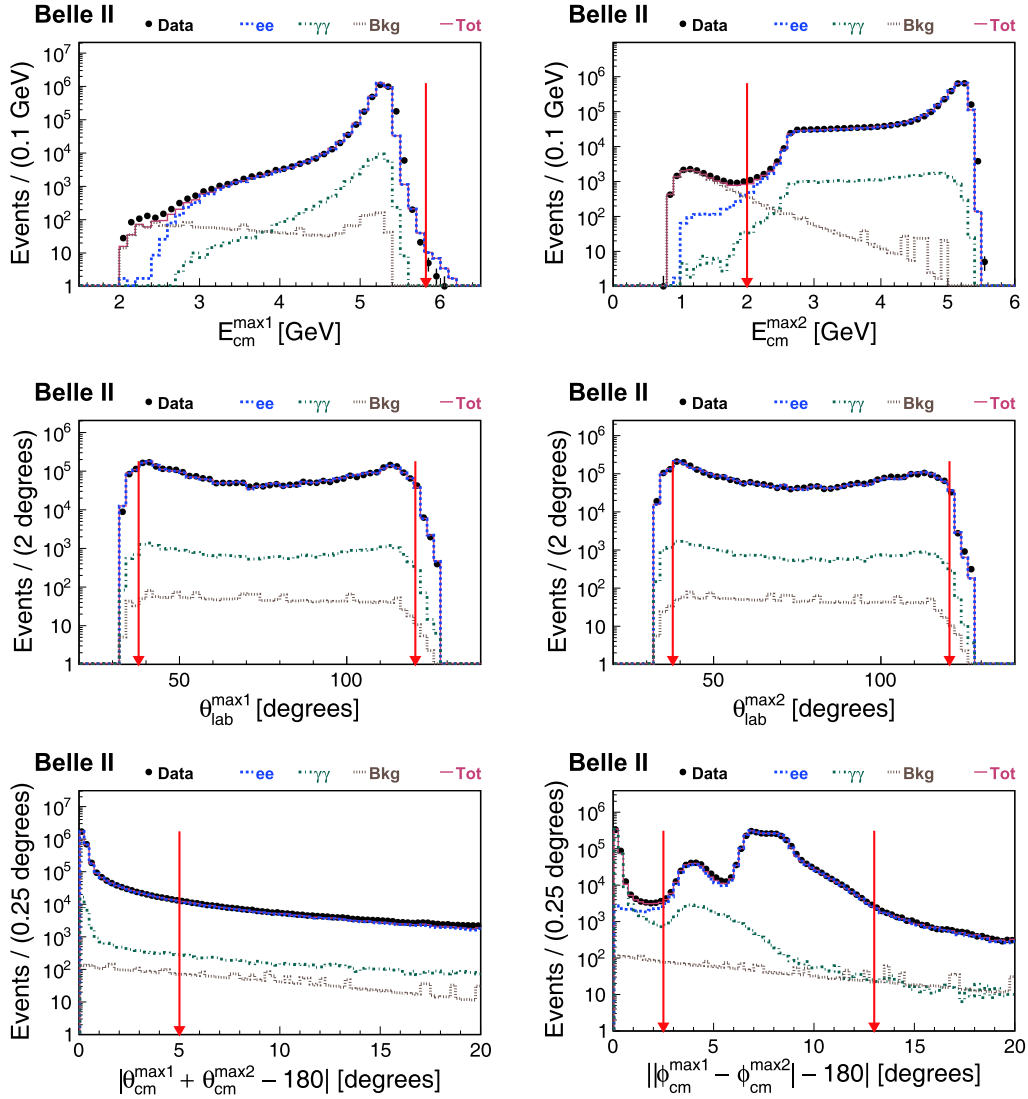 Belle II
Data ee γγ Bkg Tot
Events / (0.1 GeV)
10⁷
10⁶
10⁵
10⁴
10³
10²
10
1
2 3 4 5 6
E_cm^max1 [GeV]
Belle II
Data ee γγ Bkg Tot
Events / (0.1 GeV)
10⁶
10⁵
10⁴
10³
10²
10
1
0 1 2 3 4 5 6
E_cm^max2 [GeV]
Belle II
Data ee γγ Bkg Tot
Events / (2 degrees)
10⁶
10⁵
10⁴
10³
10²
10
1
50 100
θ_lab^max1 [degrees]
Belle II
Data ee γγ Bkg Tot
Events / (2 degrees)
10⁶
10⁵
10⁴
10³
10²
10
1
50 100
θ_lab^max2 [degrees]
Belle II
Data ee γγ Bkg Tot
Events / (0.25 degrees)
10⁷
10⁶
10⁵
10⁴
10³
10²
10
1
0 5 10 15 20
|θ_cm^max1 + θ_cm^max2 − 180| [degrees]
Belle II
Data ee γγ Bkg Tot
Events / (0.25 degrees)
10⁶
10⁵
10⁴
10³
10²
10
1
0 5 10 15 20
||ϕ_cm^max1 − ϕ_cm^max2| − 180| [degrees]